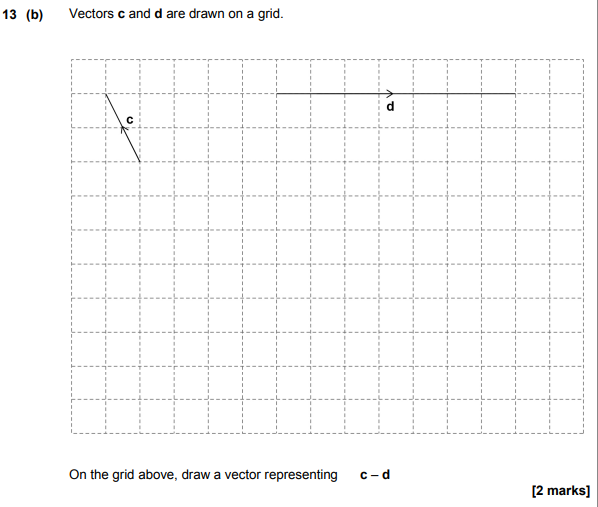 13 (b) Vectors c and d are drawn on a grid.
c
d
On the grid above, draw a vector representing c – d
[2 marks]